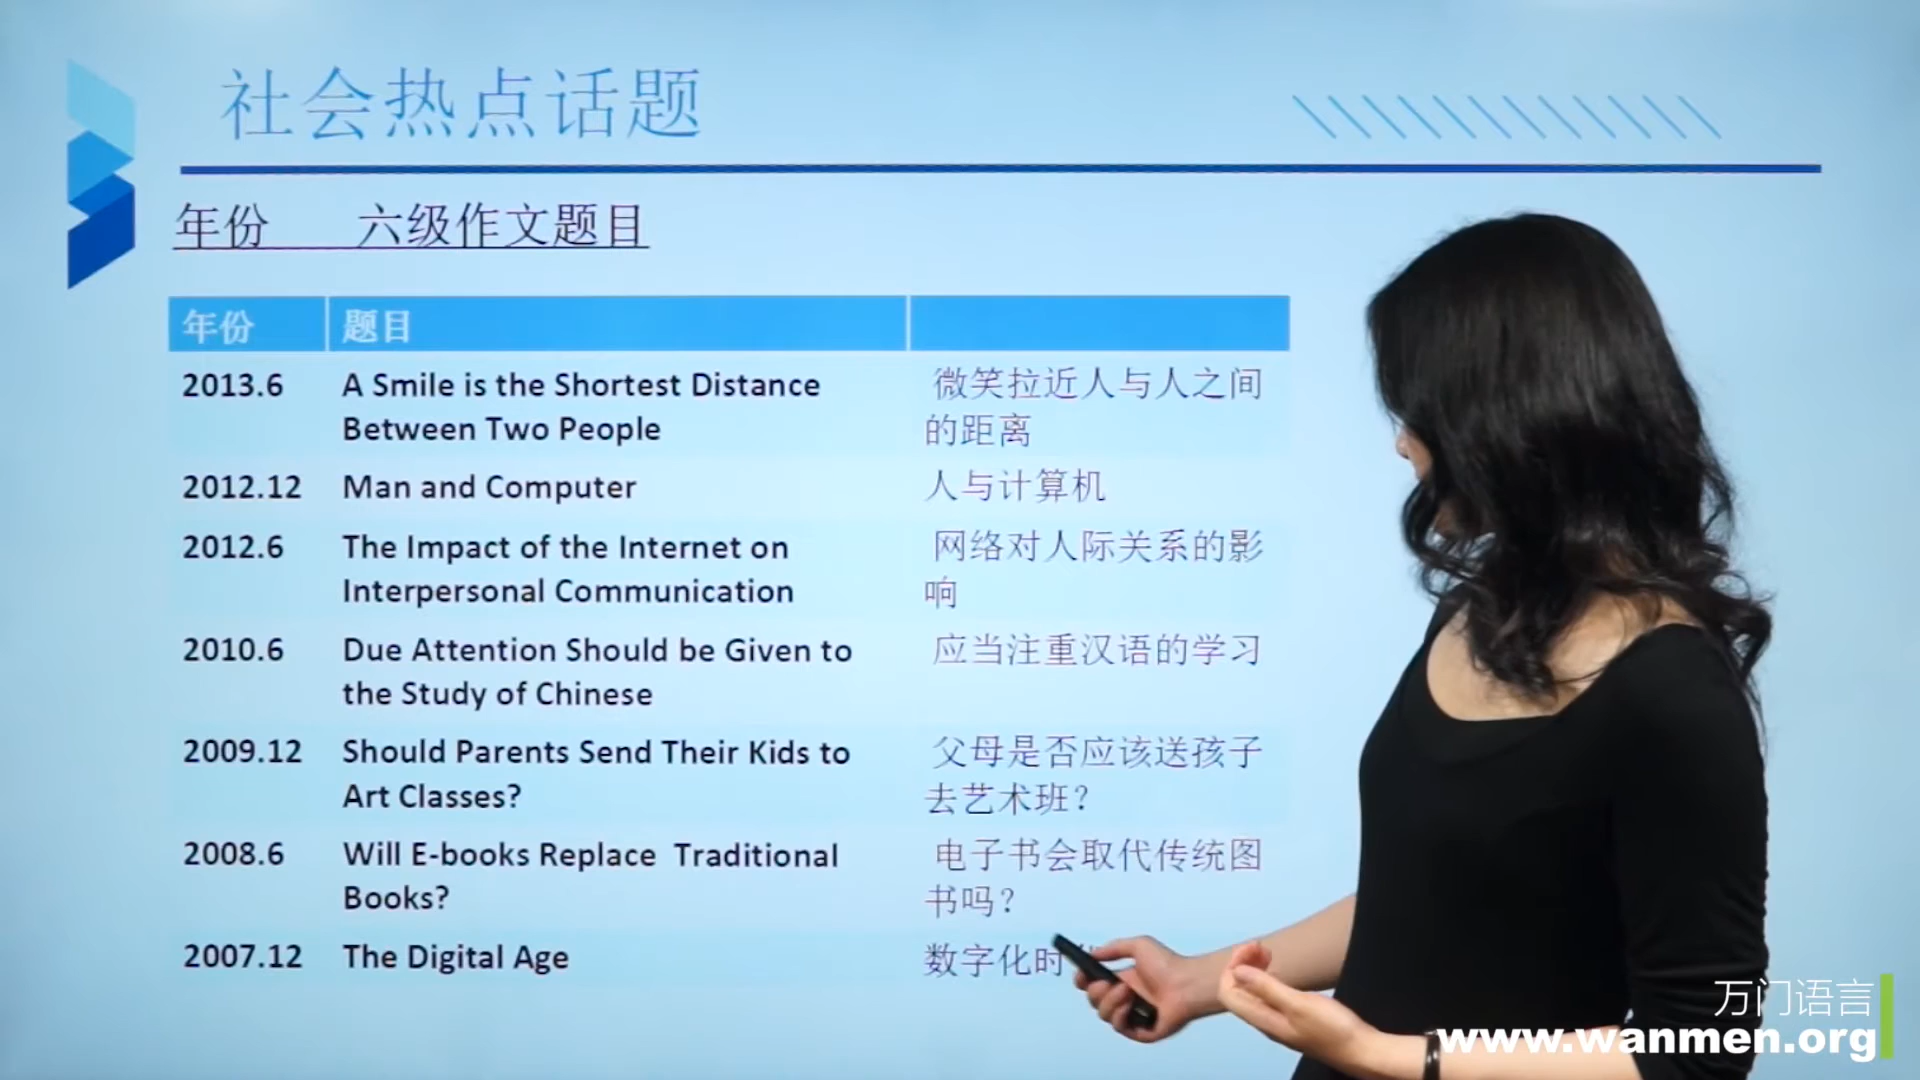 社会热点话题
年份 六级作文题目
年份 题目
2013.6 A Smile is the Shortest Distance 微笑拉近人与人之间
Between Two People 的距离
2012.12 Man and Computer 人与计算机
2012.6 The Impact of the Internet on 网络对人际关系的影
Interpersonal Communication 响
2010.6 Due Attention Should be Given to 应当注重汉语的学习
the Study of Chinese
2009.12 Should Parents Send Their Kids to 父母是否应该送孩子
Art Classes? 去艺术班？
2008.6 Will E-books Replace Traditional 电子书会取代传统图
Books? 书吗？
2007.12 The Digital Age 数字化时
万门语言
www.wanmen.org